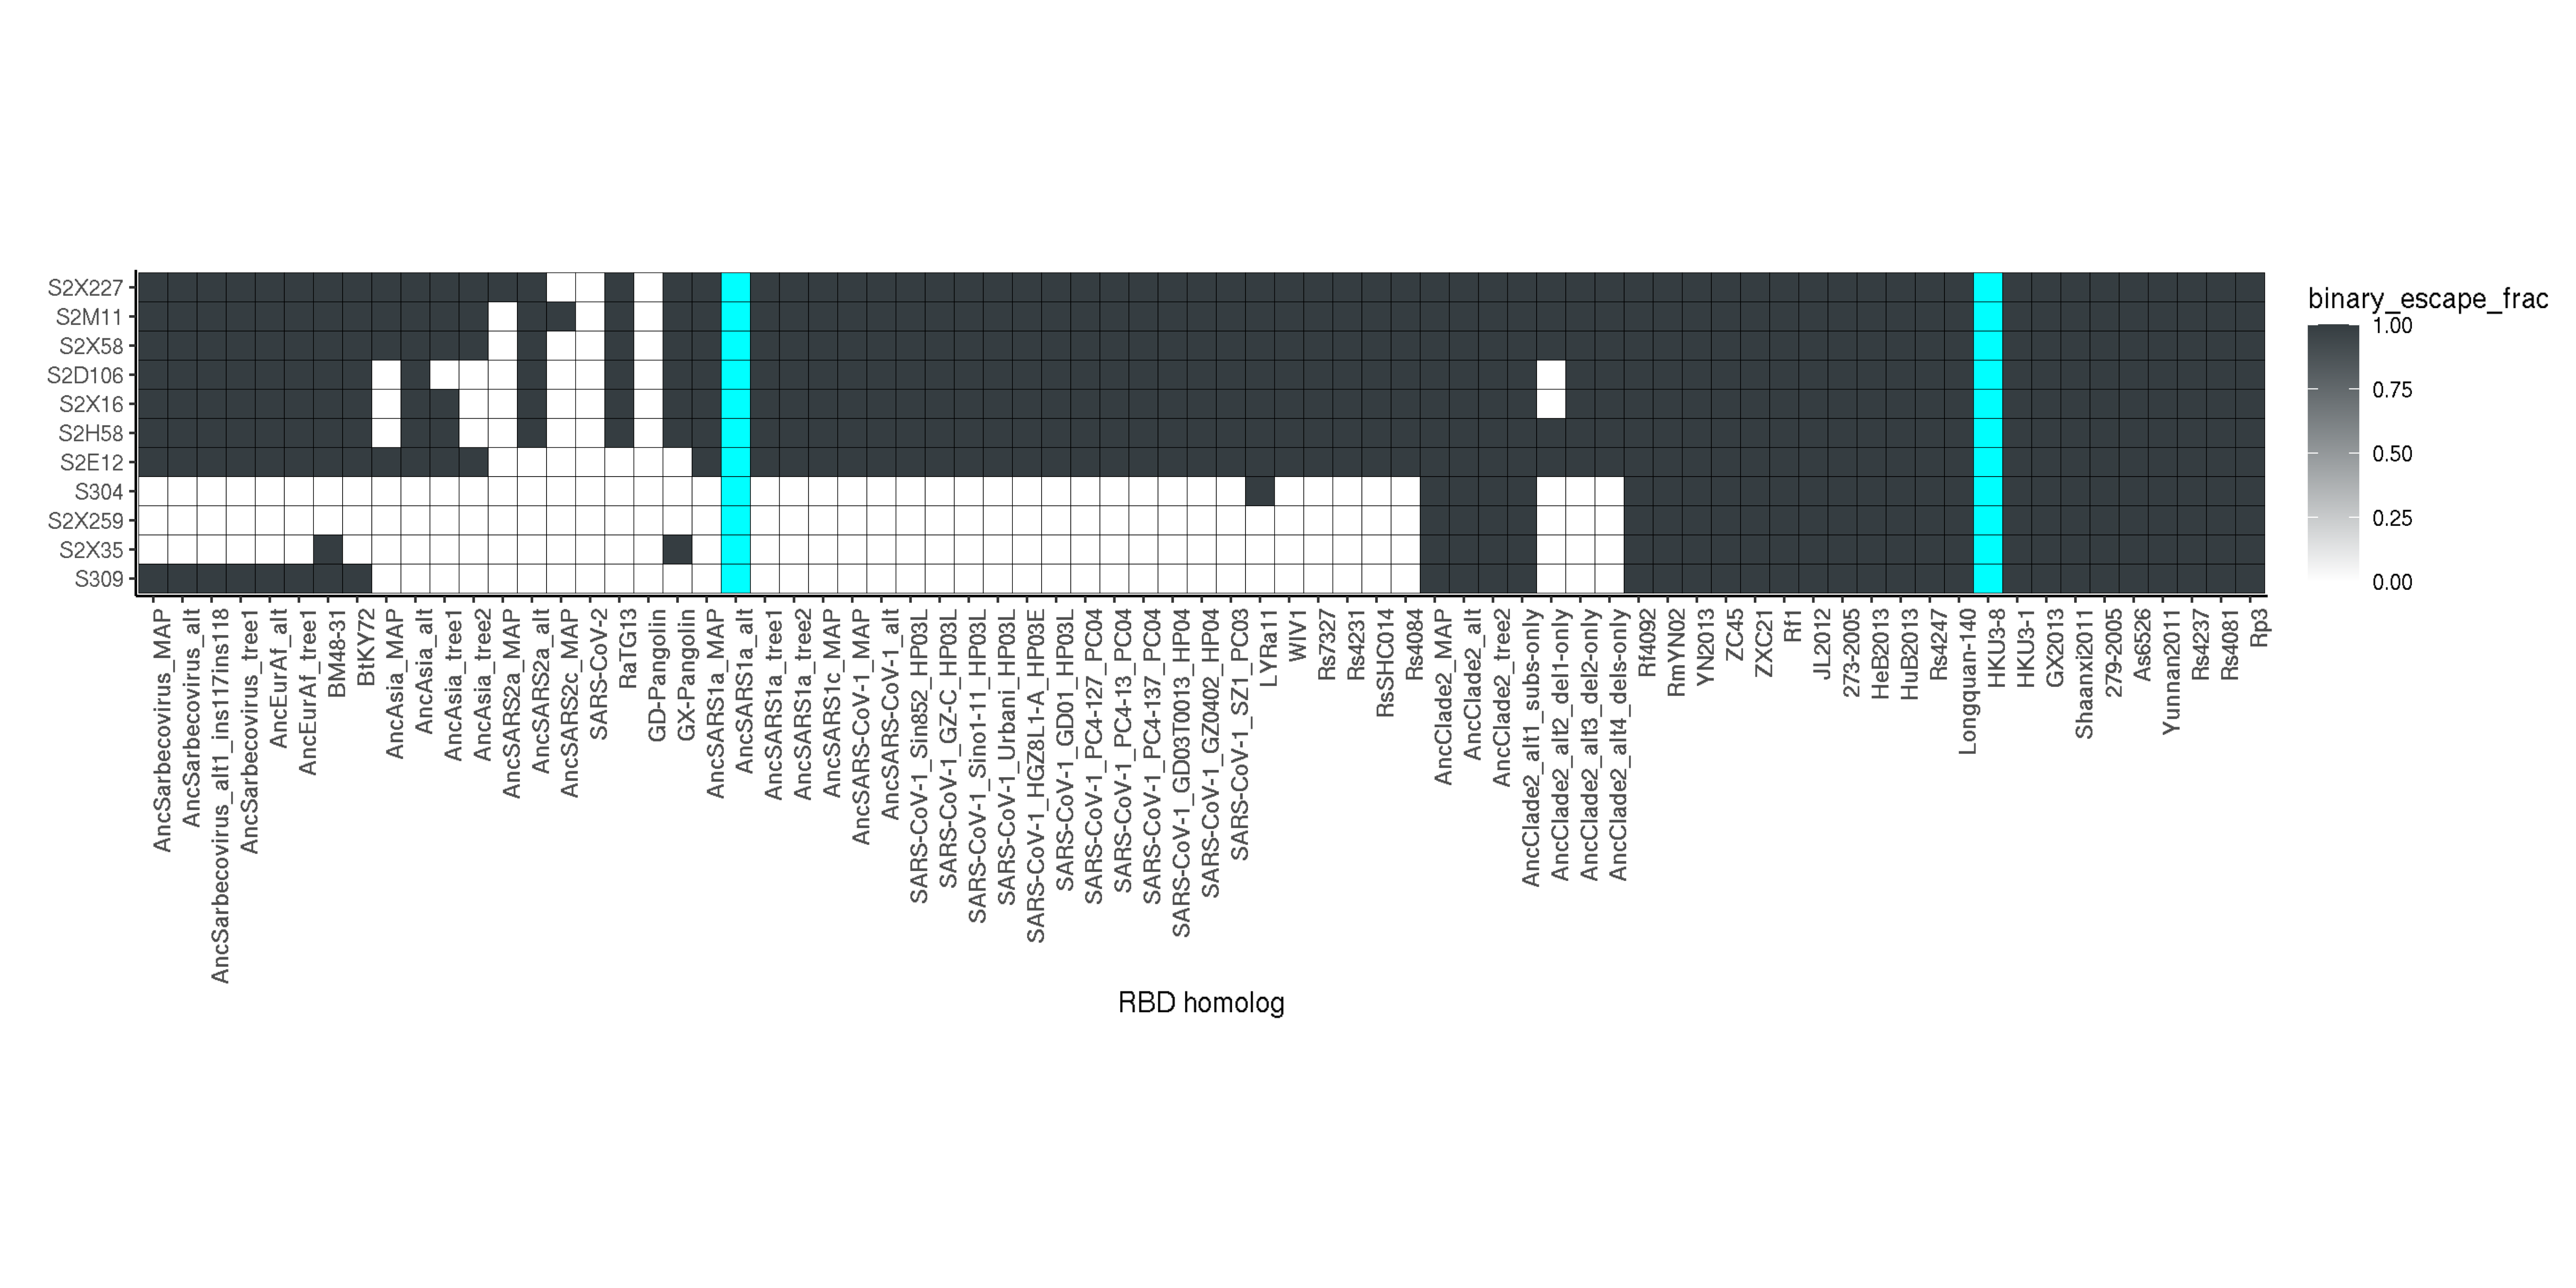 S2X227
S2M11
S2X58
S2D106
S2X16
S2H58
S2E12
S304
S2X259
S2X35
S309
AncSarbecovirus_MAP
AncSarbecovirus_alt
AncSarbecovirus_alt1_ins117ins118
AncSarbecovirus_tree1
AncEurAf_alt
AncEurAf_tree1
BM48-31
BtKY72
AncAsia_MAP
AncAsia_alt
AncAsia_tree1
AncAsia_tree2
AncSARS2a_MAP
AncSARS2a_alt
AncSARS2c_MAP
SARS-CoV-2
RaTG13
GD-Pangolin
GX-Pangolin
AncSARS1a_MAP
AncSARS1a_alt
AncSARS1a_tree1
AncSARS1a_tree2
AncSARS1c_MAP
AncSARS-CoV-1_MAP
AncSARS-CoV-1_alt
SARS-CoV-1_Sin852_HP03L
SARS-CoV-1_GZ-C_HP03L
SARS-CoV-1_Sino1-11_HP03L
SARS-CoV-1_Urbani_HP03L
SARS-CoV-1_HGZ8L1-A_HP03E
SARS-CoV-1_GD01_HP03L
SARS-CoV-1_PC4-127_PC04
SARS-CoV-1_PC4-13_PC04
SARS-CoV-1_PC4-137_PC04
SARS-CoV-1_GD03T0013_HP04
SARS-CoV-1_GZ0402_HP04
SARS-CoV-1_SZ1_PC03
LYRa11
WIV1
Rs7327
Rs4231
RsSHC014
Rs4084
AncClade2_MAP
AncClade2_alt
AncClade2_tree2
AncClade2_alt1_subs-only
AncClade2_alt2_del1-only
AncClade2_alt3_del2-only
AncClade2_alt4_dels-only
Rf4092
RmYN02
YN2013
ZC45
ZXC21
Rf1
JL2012
273-2005
HeB2013
HuB2013
Rs4247
Longquan-140
HKU3-8
HKU3-1
GX2013
Shaanxi2011
279-2005
As6526
Yunnan2011
Rs4237
Rs4081
Rp3
RBD homolog
binary_escape_frac
1.00
0.75
0.50
0.25
0.00